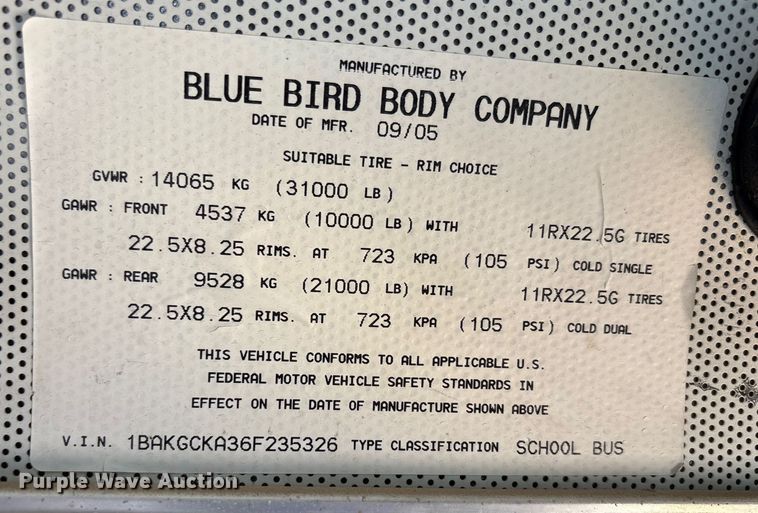 MANUFACTURED BY
BLUE BIRD BODY COMPANY
DATE OF MFR. 09/05
SUITABLE TIRE - RIM CHOICE
GVWR : 14065 KG (31000 LB)
GAWR : FRONT 4537 KG (10000 LB) WITH 11RX22.5G TIRES
22.5X8.25 RIMS. AT 723 KPA (105 PSI) COLD SINGLE
GAWR : REAR 9528 KG (21000 LB) WITH 11RX22.5G TIRES
22.5X8.25 RIMS. AT 723 KPA (105 PSI) COLD DUAL
THIS VEHICLE CONFORMS TO ALL APPLICABLE U.S.
FEDERAL MOTOR VEHICLE SAFETY STANDARDS IN
EFFECT ON THE DATE OF MANUFACTURE SHOWN ABOVE
V.I.N. 1BAKGCKA36F235326 TYPE CLASSIFICATION SCHOOL BUS
Purple Wave Auction